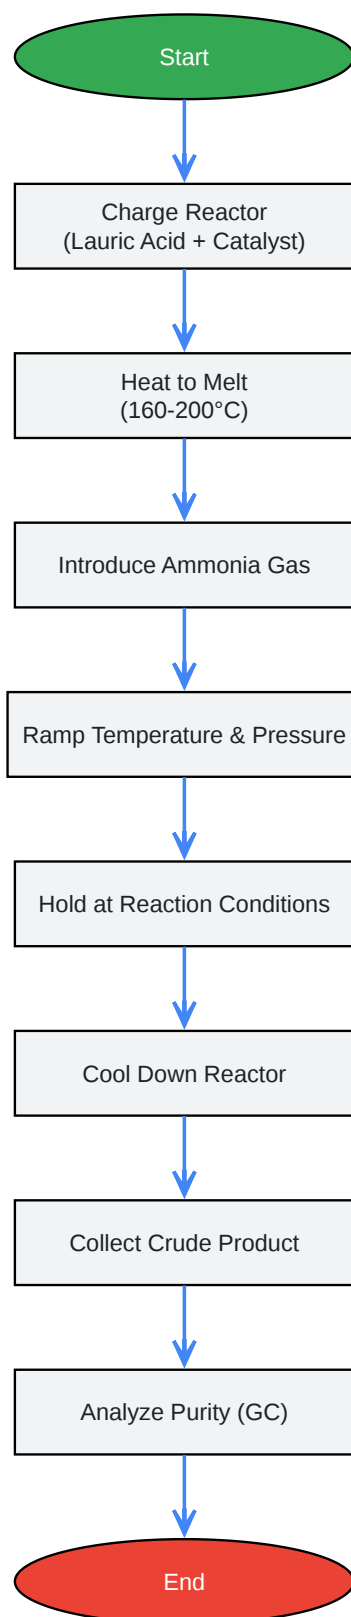 Start
Charge Reactor
(Lauric Acid + Catalyst)
Heat to Melt
(160-200°C)
Introduce Ammonia Gas
Ramp Temperature & Pressure
Hold at Reaction Conditions
Cool Down Reactor
Collect Crude Product
Analyze Purity (GC)
End